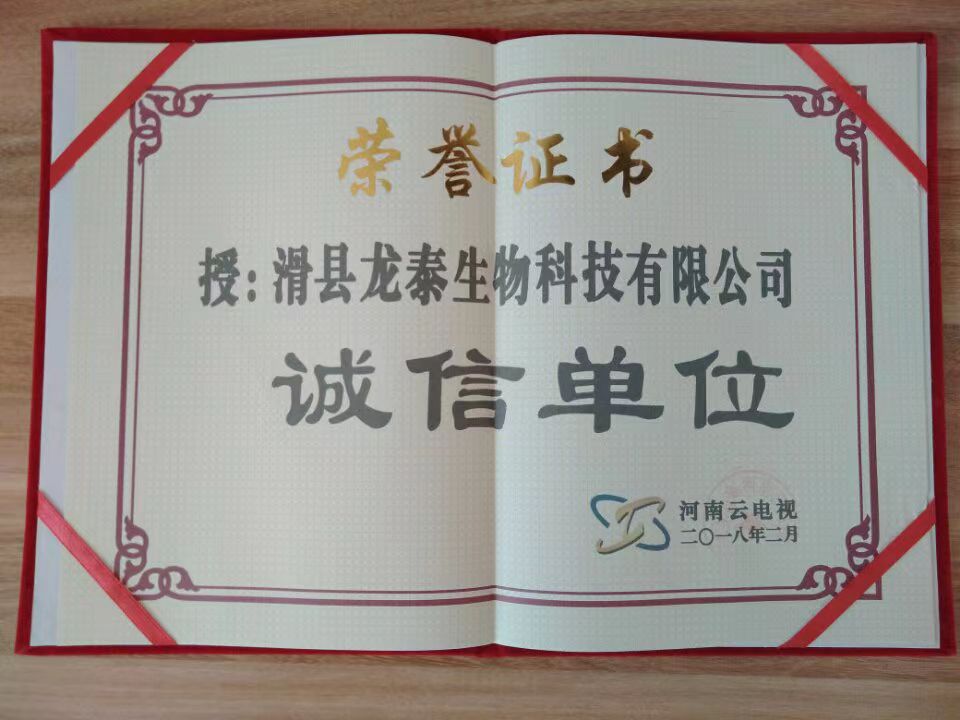 荣誉证书
授：滑县龙泰生物科技有限公司
诚信单位
河南云电视
二〇一八年二月